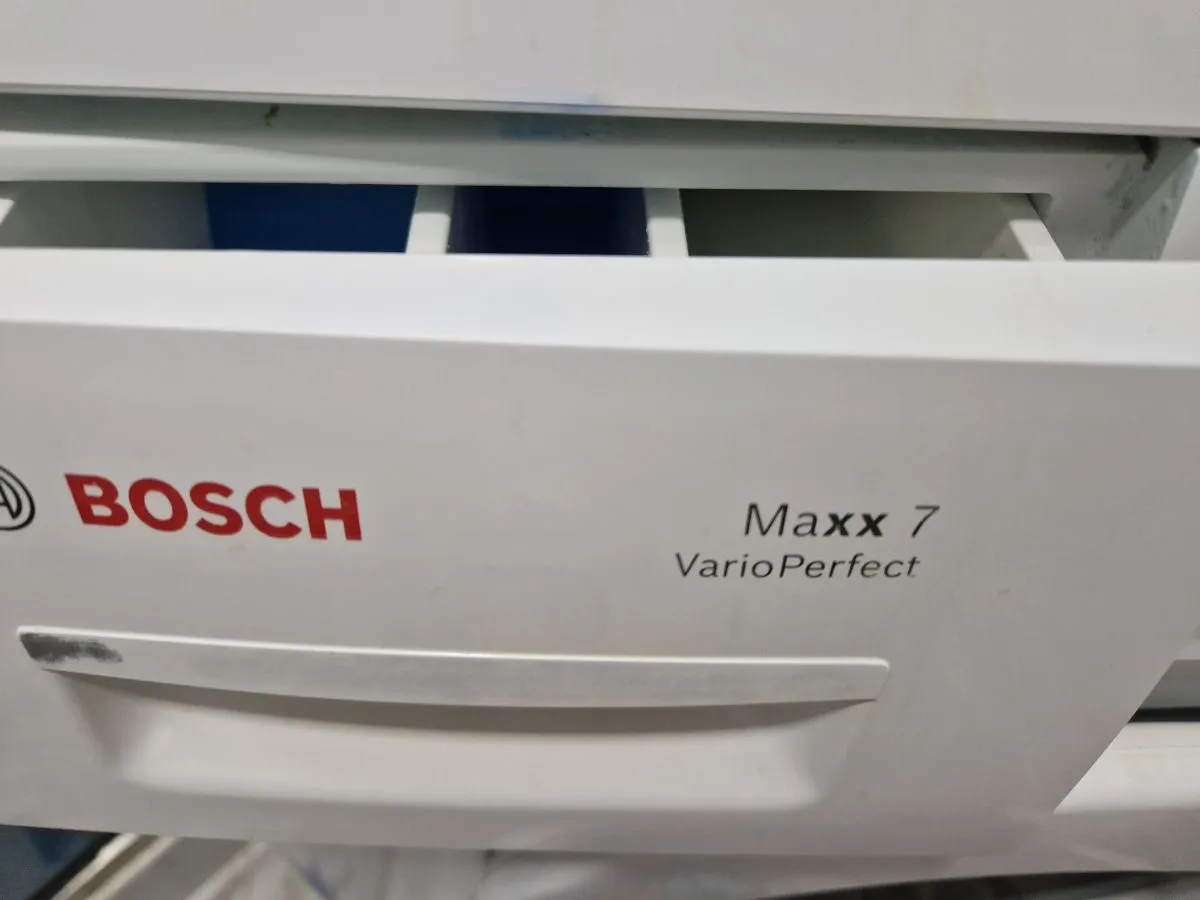 BOSCH
Maxx 7
VarioPerfect